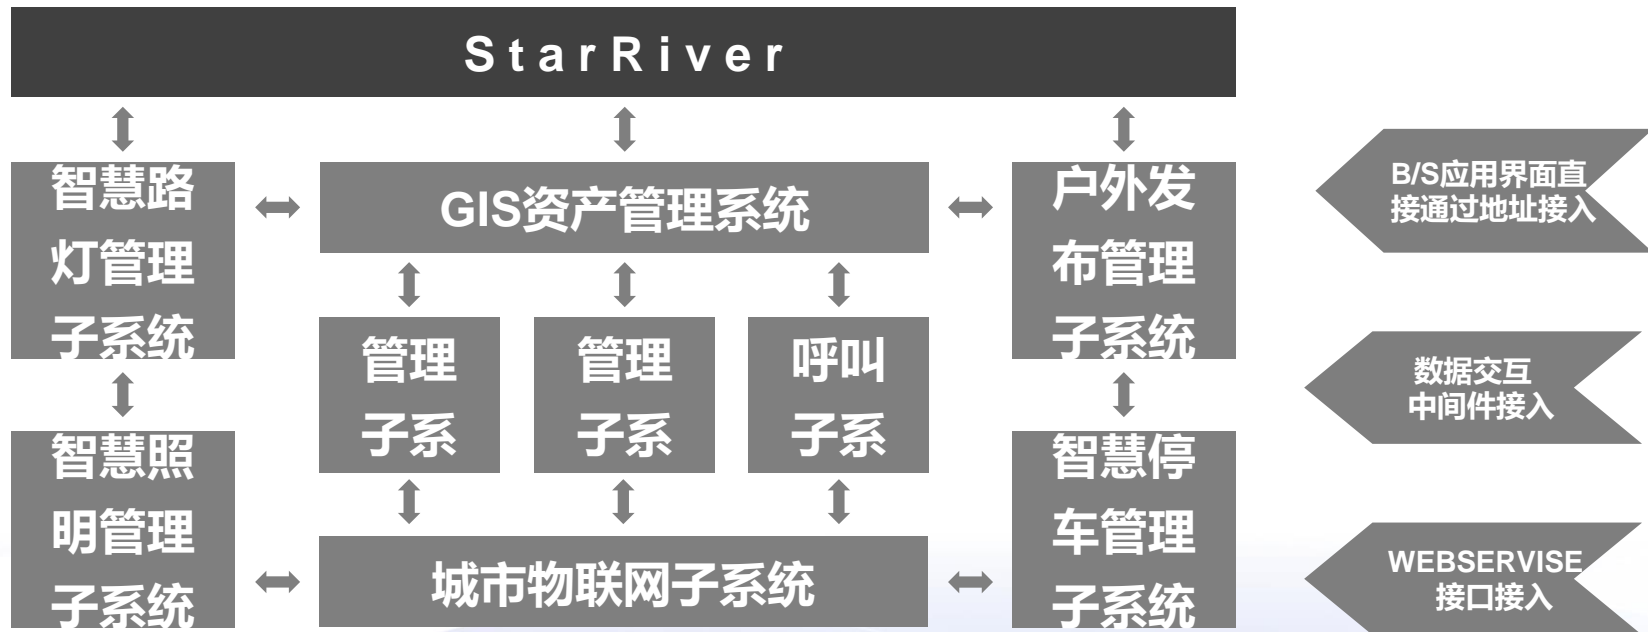 StarRiver
智慧路
灯管理
子系统
GIS资产管理系统
户外发
布管理
子系统
B/S应用界面直
接通过地址接入
管理
子系
管理
子系
呼叫
子系
数据交互
中间件接入
智慧照
明管理
子系统
城市物联网子系统
智慧停
车管理
子系统
WEBSERVISE
接口接入